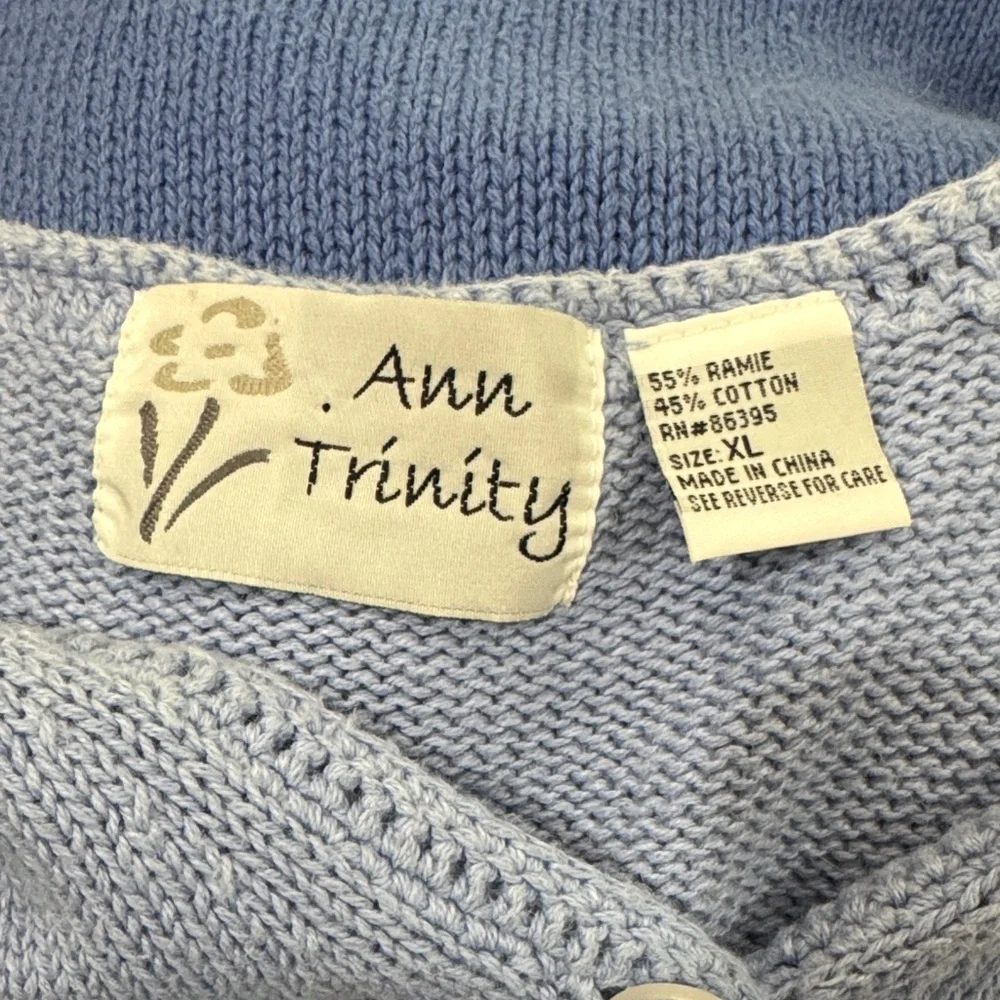 Ann
Trinity
55% RAMIE
45% COTTON
RN#86395
SIZE: XL
MADE IN CHINA
SEE REVERSE FOR CARE